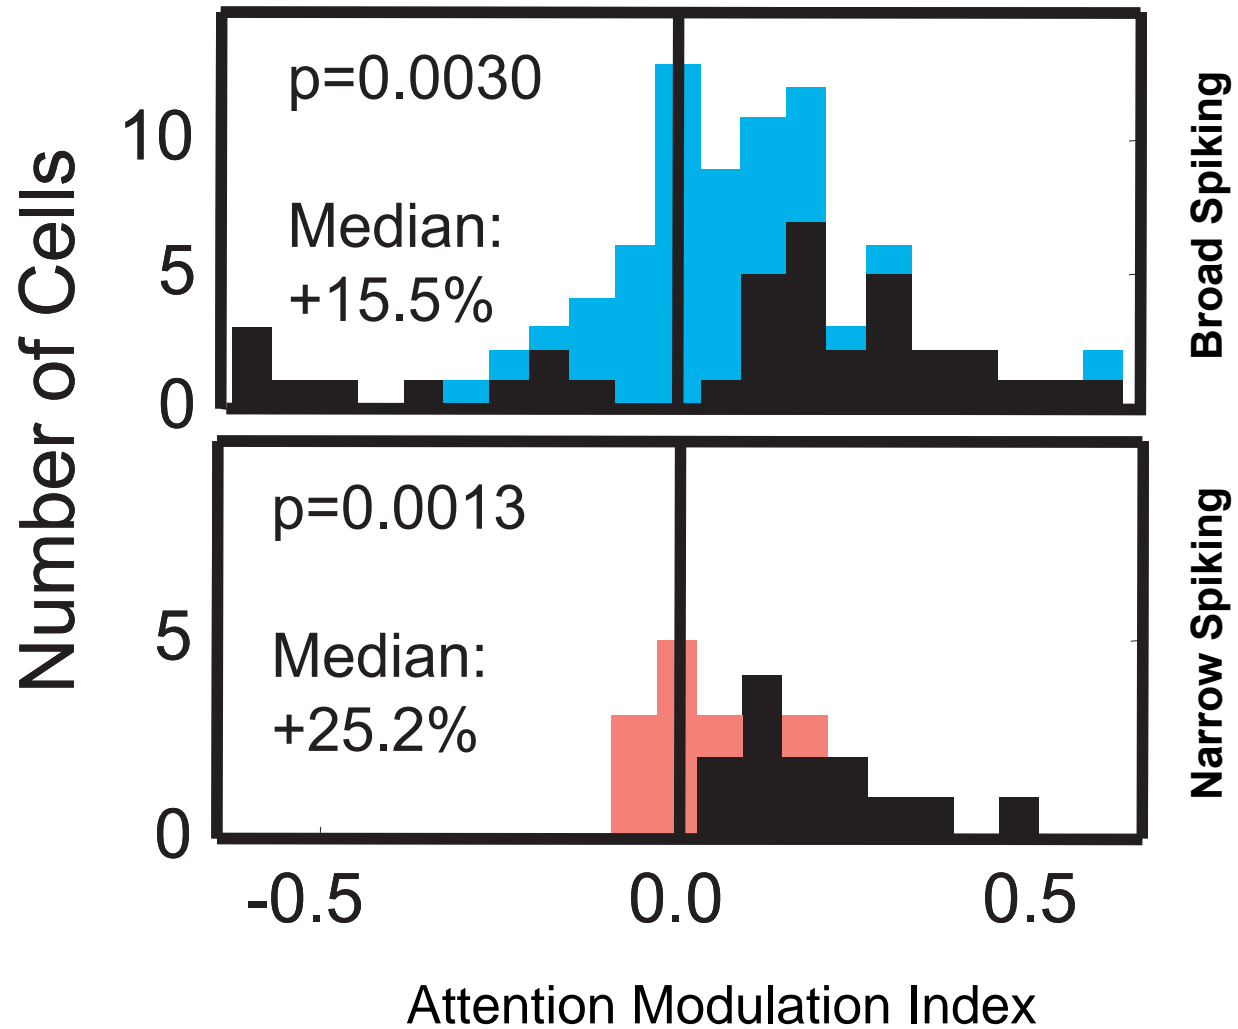 Number of Cells
10
5
0
p=0.0030
Median:
+15.5%
Broad Spiking
5
0
p=0.0013
Median:
+25.2%
Narrow Spiking
-0.5
0.0
0.5
Attention Modulation Index